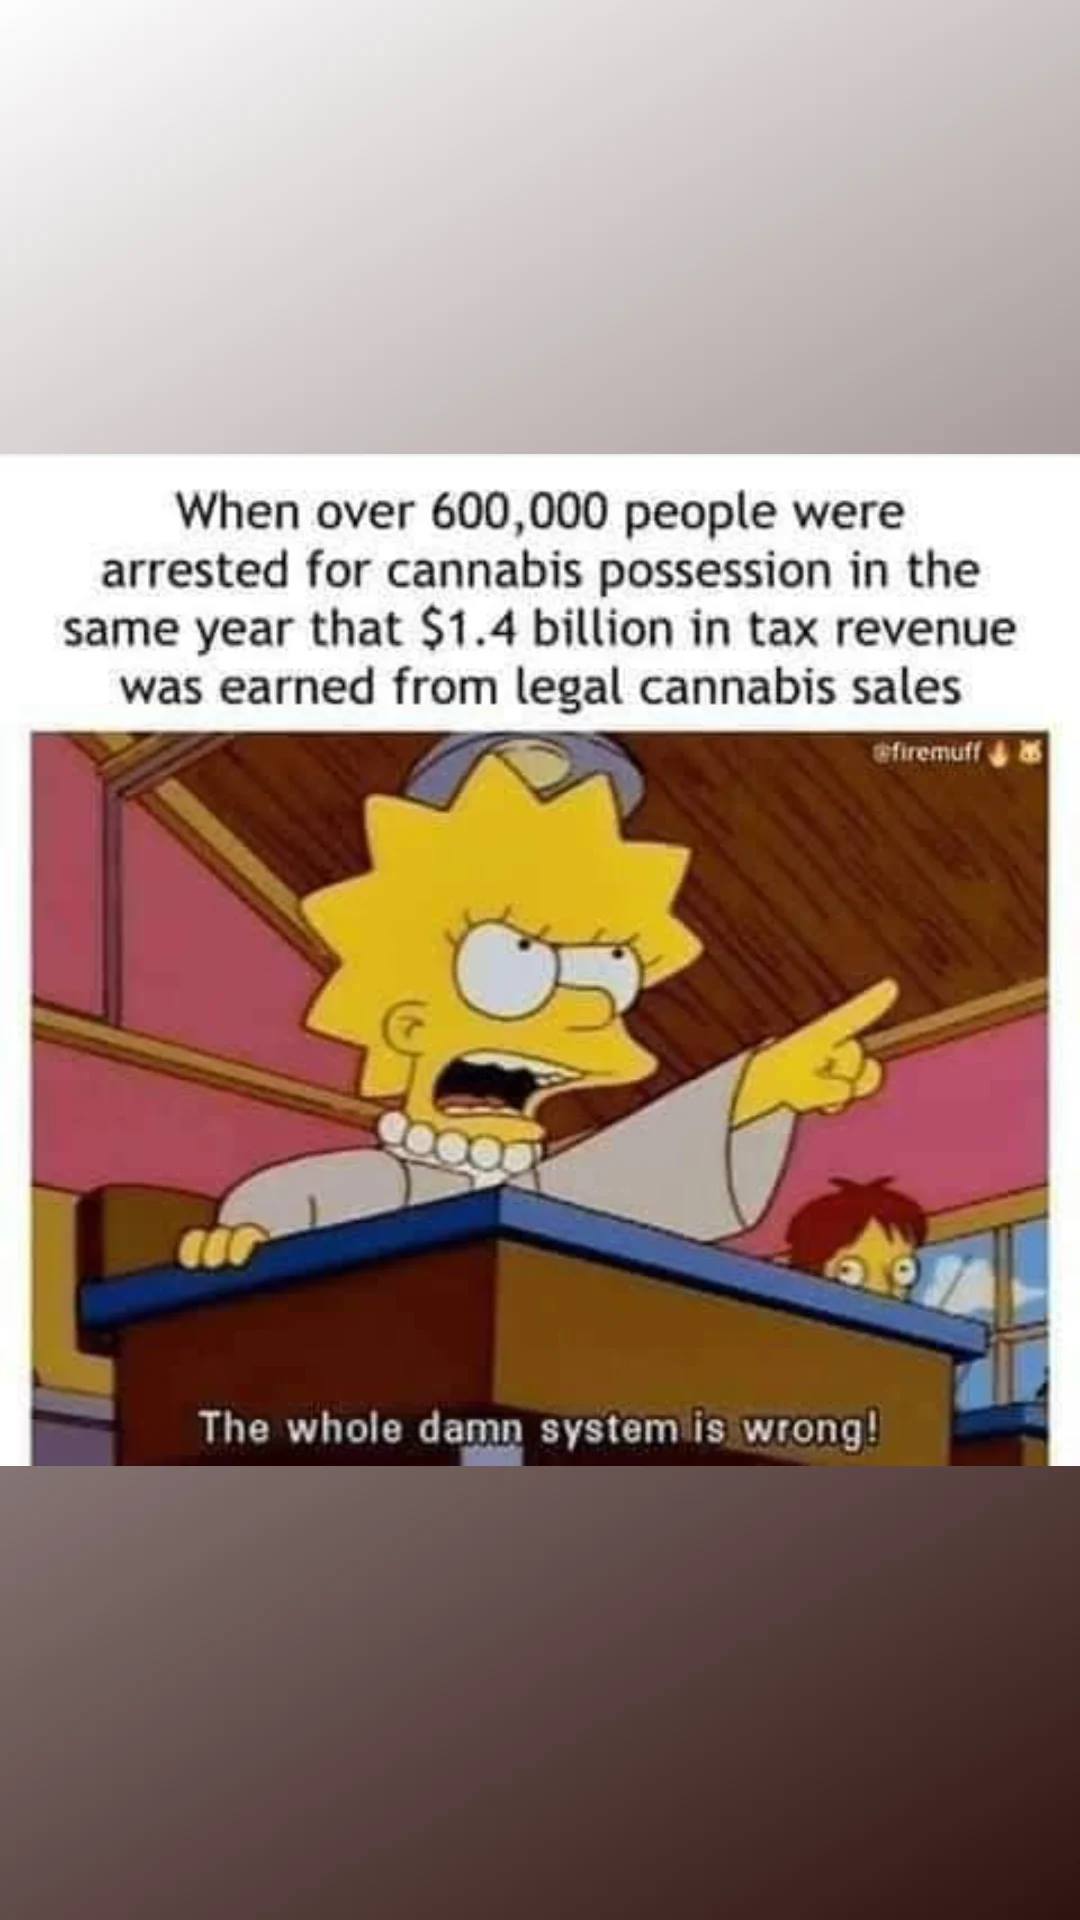 When over 600,000 people were
arrested for cannabis possession in the
same year that $1.4 billion in tax revenue
was earned from legal cannabis sales
@firemuff🔥🐱
The whole damn system is wrong!